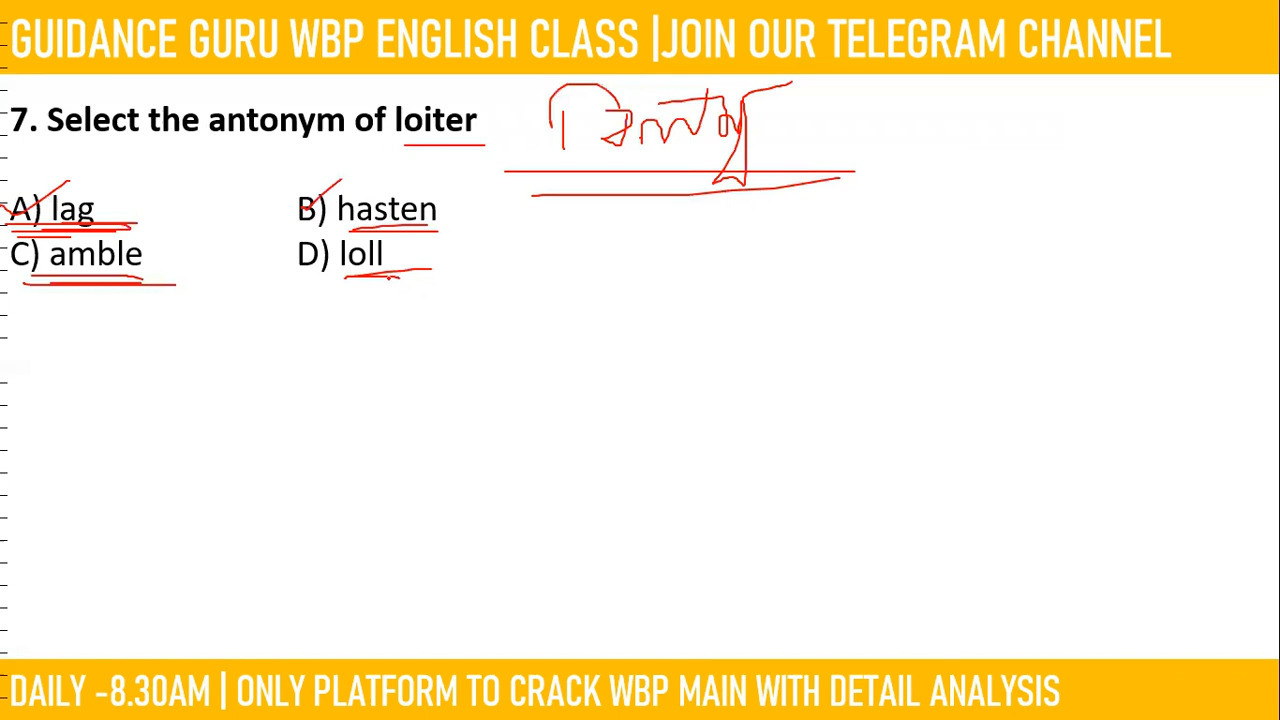 GUIDANCE GURU WBP ENGLISH CLASS |JOIN OUR TELEGRAM CHANNEL
7. Select the antonym of loiter
A) lag B) hasten
C) amble D) loll
DAILY -8.30AM | ONLY PLATFORM TO CRACK WBP MAIN WITH DETAIL ANALYSIS